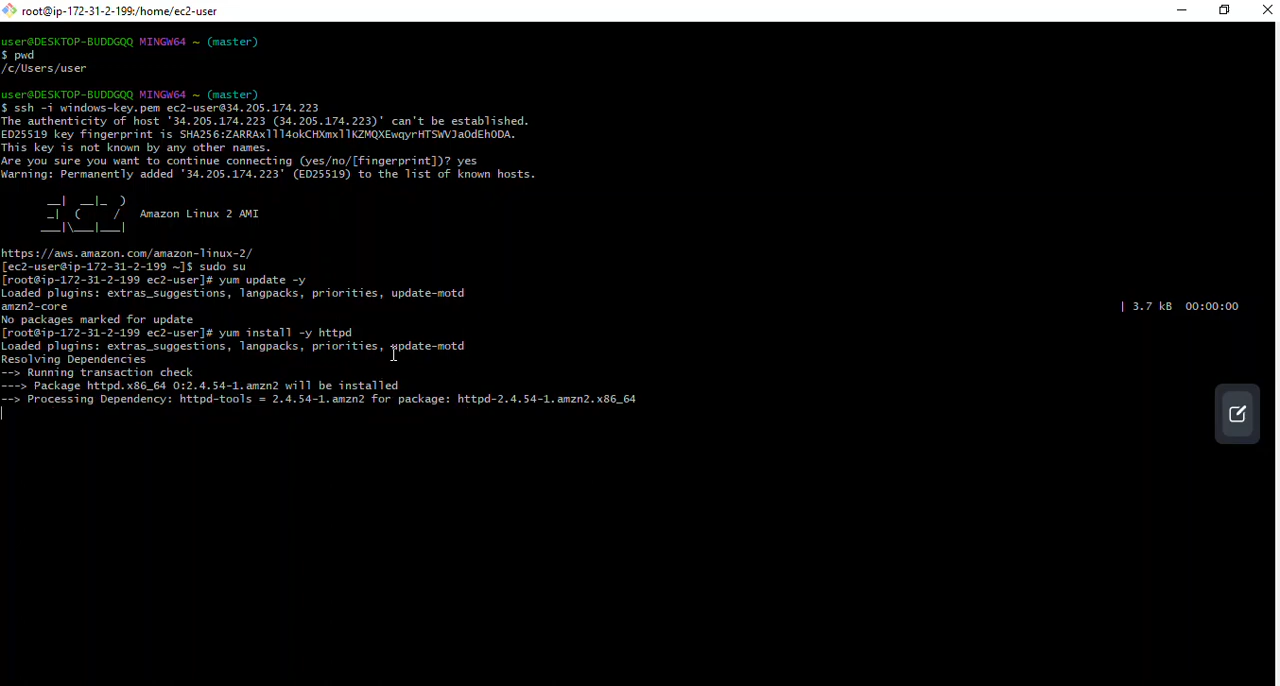 root@ip-172-31-2-199:/home/ec2-user
user@DESKTOP-BUDDGQQ MINGW64 ~ (master)
$ pwd
/c/Users/user
user@DESKTOP-BUDDGQQ MINGW64 ~ (master)
$ ssh -i windows-key.pem ec2-user@34.205.174.223
The authenticity of host '34.205.174.223 (34.205.174.223)' can't be established.
ED25519 key fingerprint is SHA256:ZARRAxlll4okCHXmxllKZMQXEwqyrHTSWVJaOdEhODA.
This key is not known by any other names.
Are you sure you want to continue connecting (yes/no/[fingerprint])? yes
Warning: Permanently added '34.205.174.223' (ED25519) to the list of known hosts.
__|  __|_  )
_|  (     /   Amazon Linux 2 AMI
___|\___|___|
https://aws.amazon.com/amazon-linux-2/
[ec2-user@ip-172-31-2-199 ~]$ sudo su
[root@ip-172-31-2-199 ec2-user]# yum update -y
Loaded plugins: extras_suggestions, langpacks, priorities, update-motd
amzn2-core | 3.7 kB  00:00:00
No packages marked for update
[root@ip-172-31-2-199 ec2-user]# yum install -y httpd
Loaded plugins: extras_suggestions, langpacks, priorities, update-motd
Resolving Dependencies
--> Running transaction check
---> Package httpd.x86_64 0:2.4.54-1.amzn2 will be installed
--> Processing Dependency: httpd-tools = 2.4.54-1.amzn2 for package: httpd-2.4.54-1.amzn2.x86_64